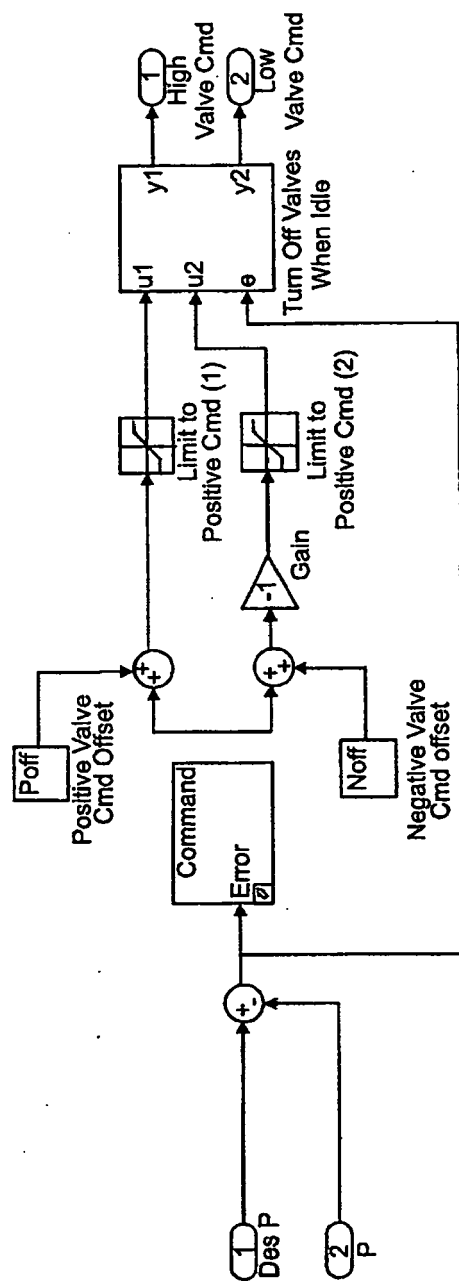 1
Des P
2
P
+
-
Error
Command
Poff
Positive Valve
Cmd Offset
Noff
Negative Valve
Cmd offset
+
+
+
+
-1
Gain
Limit to
Positive Cmd (1)
Limit to
Positive Cmd (2)
u1
u2
e
y1
y2
Turn Off Valves
When Idle
1
High
Valve Cmd
2
Low
Valve Cmd